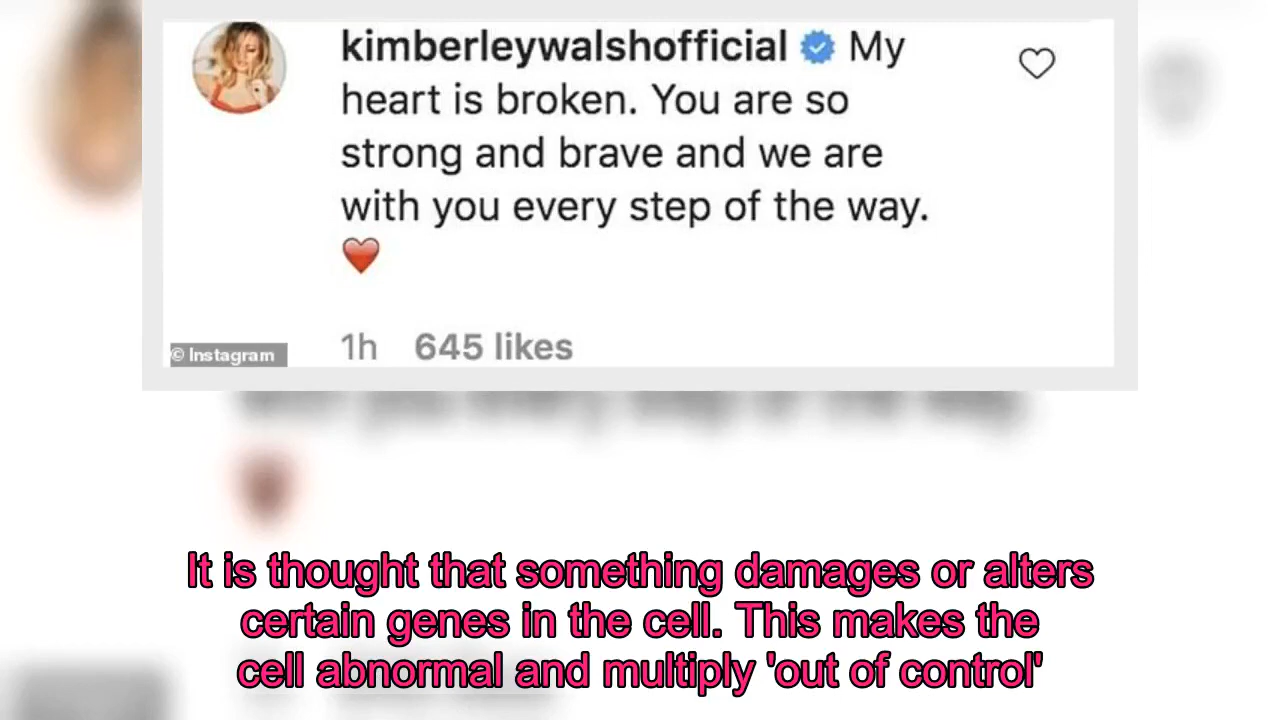 kimberleywalshofficial My
heart is broken. You are so
strong and brave and we are
with you every step of the way.
❤️
1h 645 likes
© Instagram
It is thought that something damages or alters
certain genes in the cell. This makes the
cell abnormal and multiply 'out of control'